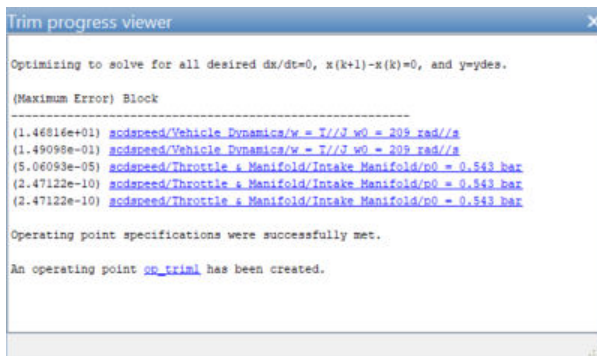 Trim progress viewer
Optimizing to solve for all desired dx/dt=0, x(k+1)-x(k)=0, and y=ydes.
(Maximum Error) Block
--------------------------------------------------------
(1.46816e+01) scdspeed/Vehicle Dynamics/w = T//J w0 = 209 rad//s
(1.49098e-01) scdspeed/Vehicle Dynamics/w = T//J w0 = 209 rad//s
(5.06093e-05) scdspeed/Throttle & Manifold/Intake Manifold/p0 = 0.543 bar
(2.47122e-10) scdspeed/Throttle & Manifold/Intake Manifold/p0 = 0.543 bar
(2.47122e-10) scdspeed/Throttle & Manifold/Intake Manifold/p0 = 0.543 bar
Operating point specifications were successfully met.
An operating point op_trim1 has been created.